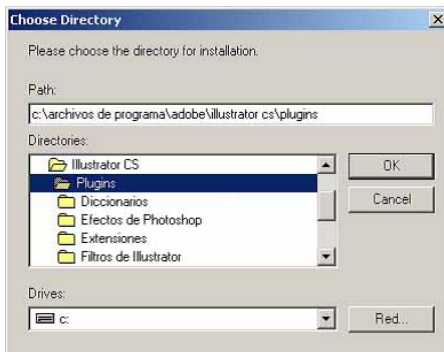 Choose Directory
Please choose the directory for installation.
Path:
c:\archivos de programa\adobe\illustrator cs\plugins
Directories:
Illustrator CS
Plugins
Diccionarios
Efectos de Photoshop
Extensiones
Filtros de Illustrator
OK
Cancel
Drives:
c:
Red...